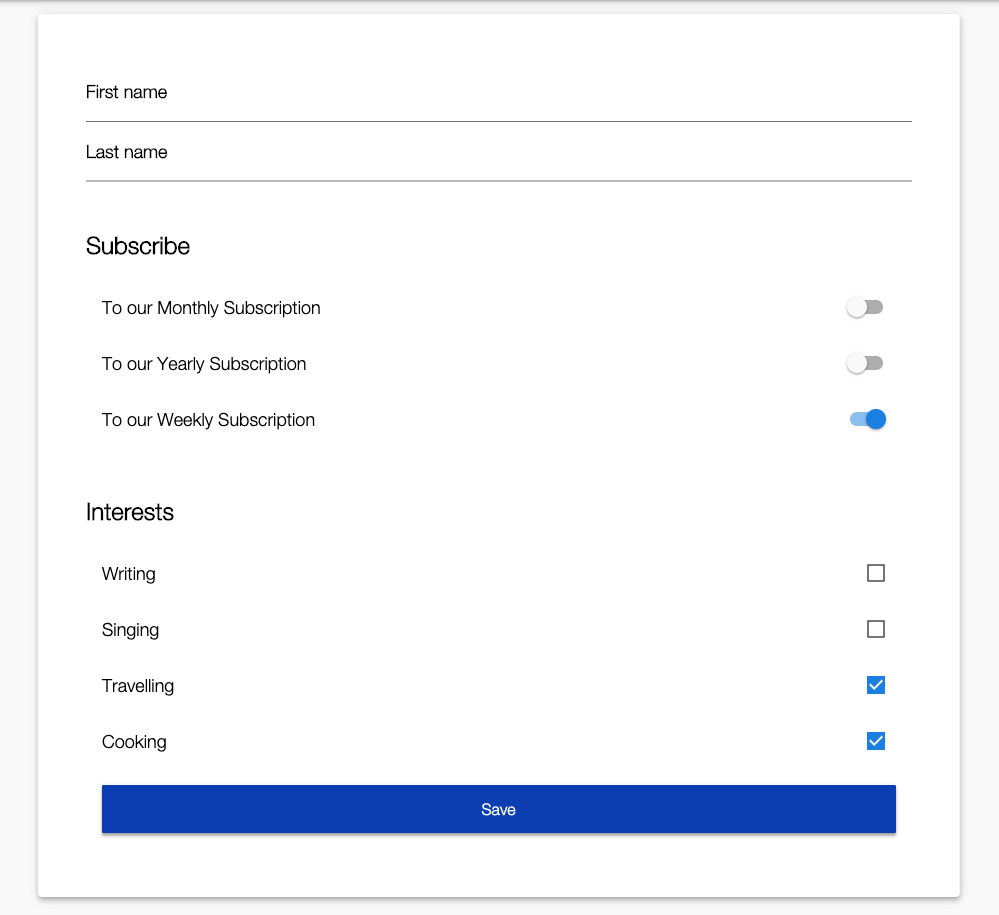 First name
Last name
Subscribe
To our Monthly Subscription
To our Yearly Subscription
To our Weekly Subscription
Interests
Writing
Singing
Travelling
Cooking
Save